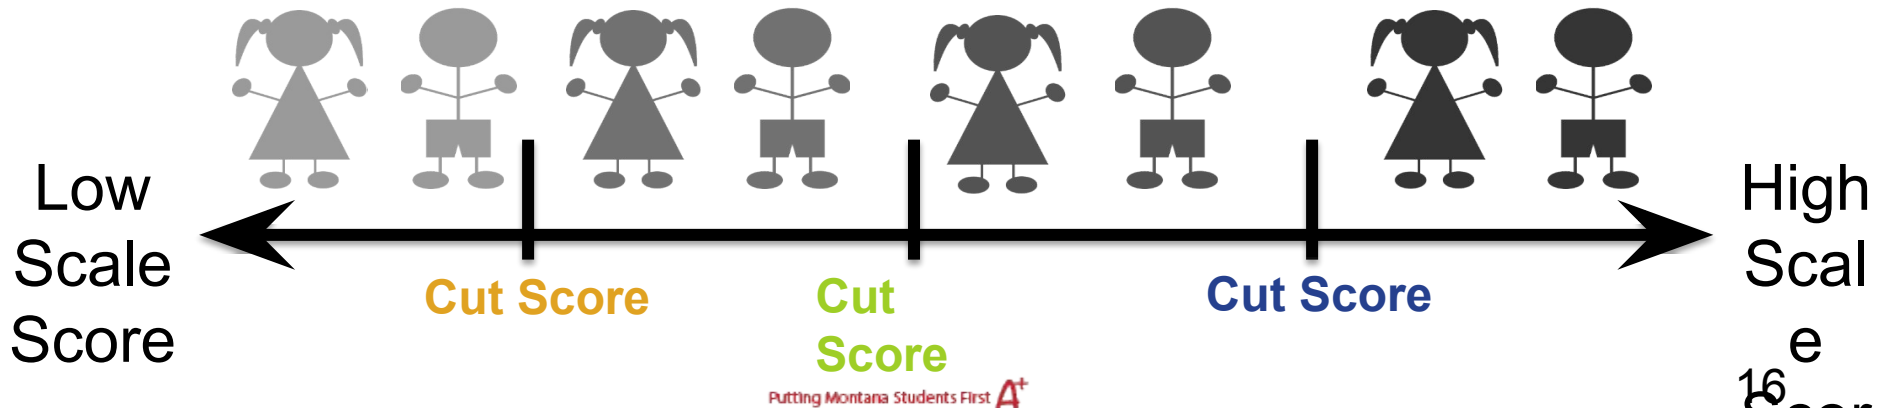 Low
Scale
Score
Cut Score
Cut
Score
Cut Score
High
Scal
e
16
Putting Montana Students First A+